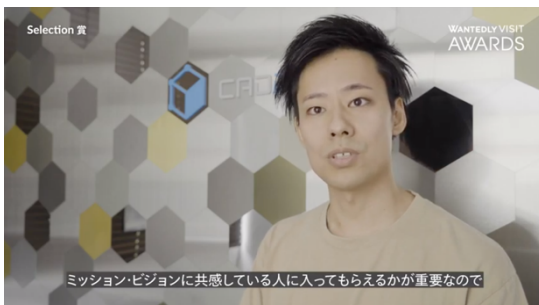 Selection 賞
WANTEDLY VISIT
AWARDS
CAD
ミッション・ビジョンに共感している人に入ってもらえるかが重要なので